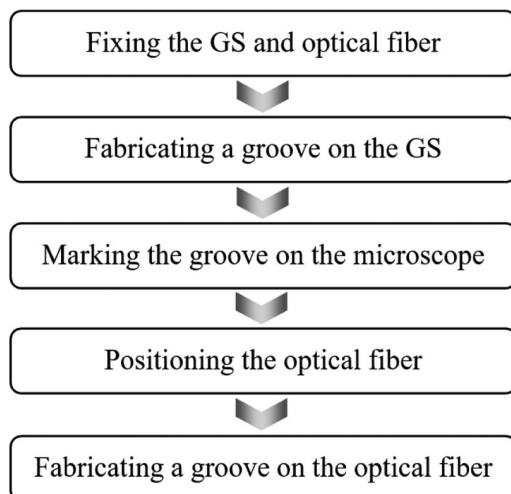 Fixing the GS and optical fiber
Fabricating a groove on the GS
Marking the groove on the microscope
Positioning the optical fiber
Fabricating a groove on the optical fiber